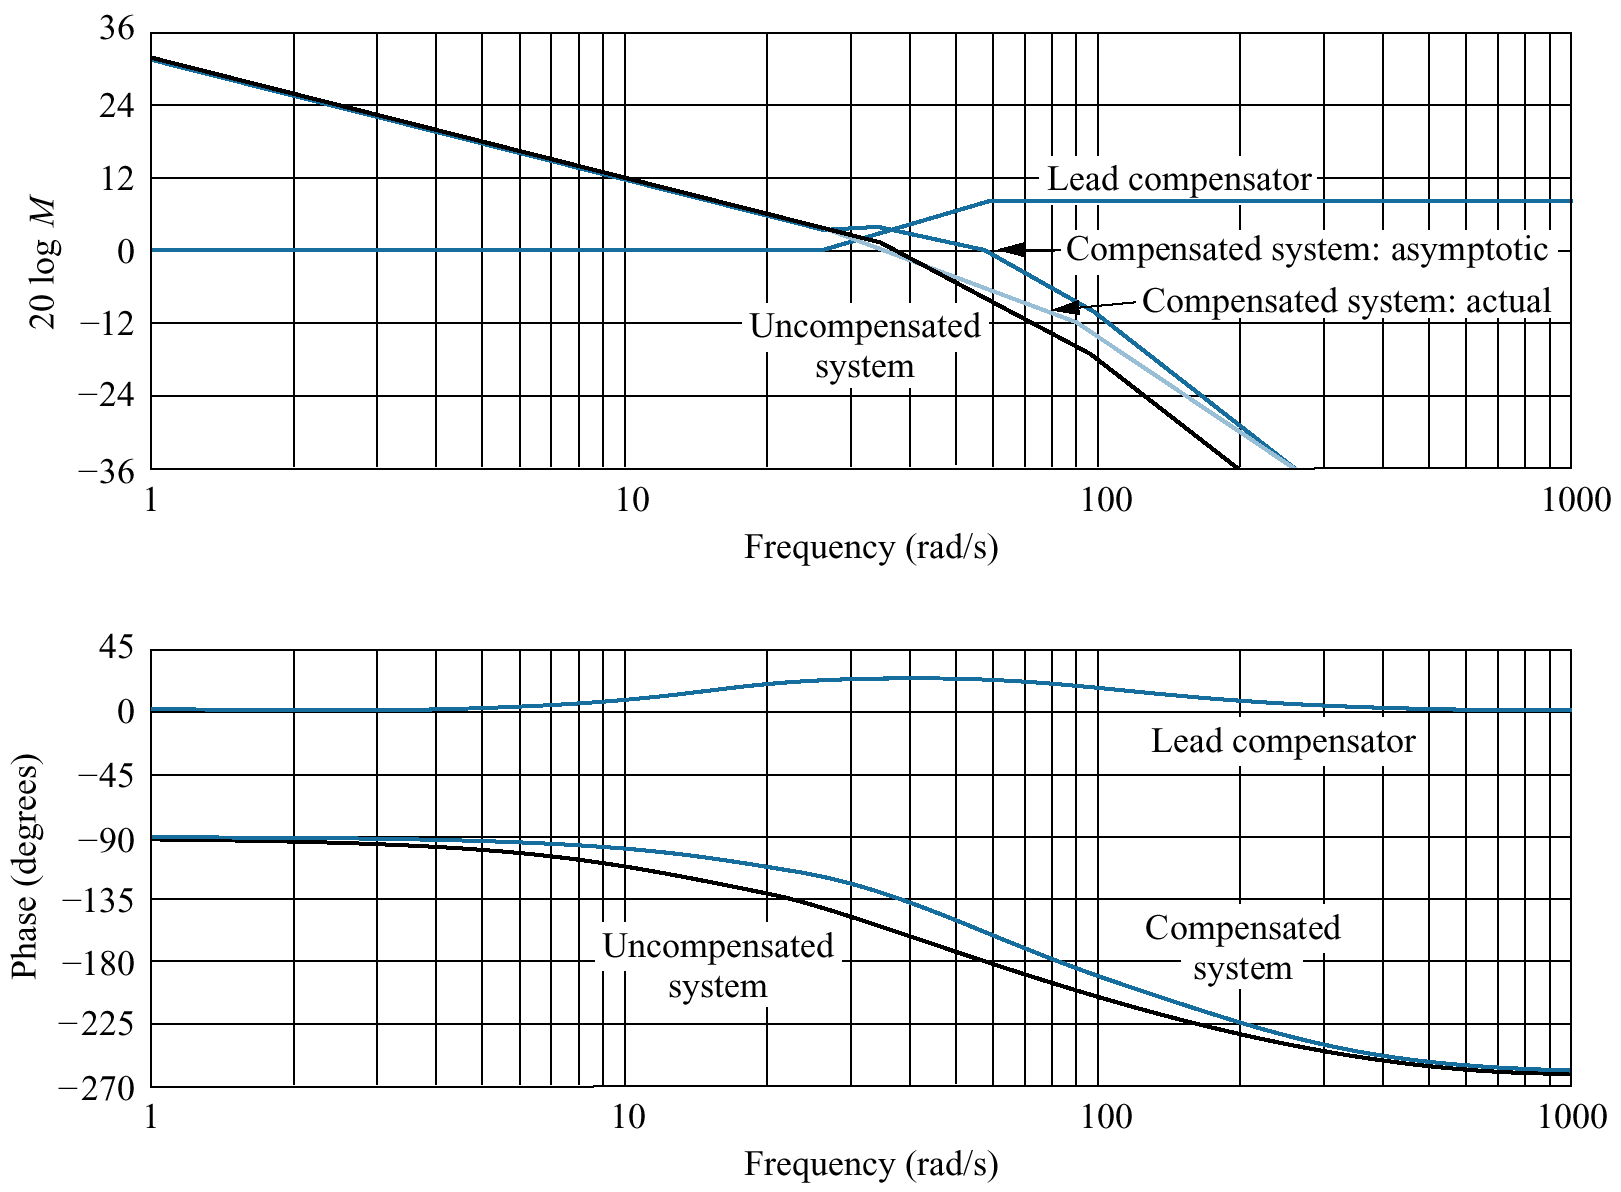 36
24
12
0
−12
−24
−36
20 log M
Lead compensator
Compensated system: asymptotic
Compensated system: actual
Uncompensated
system
1
10
100
1000
Frequency (rad/s)
45
0
−45
−90
−135
−180
−225
−270
Phase (degrees)
Lead compensator
Uncompensated
system
Compensated
system
1
10
100
1000
Frequency (rad/s)